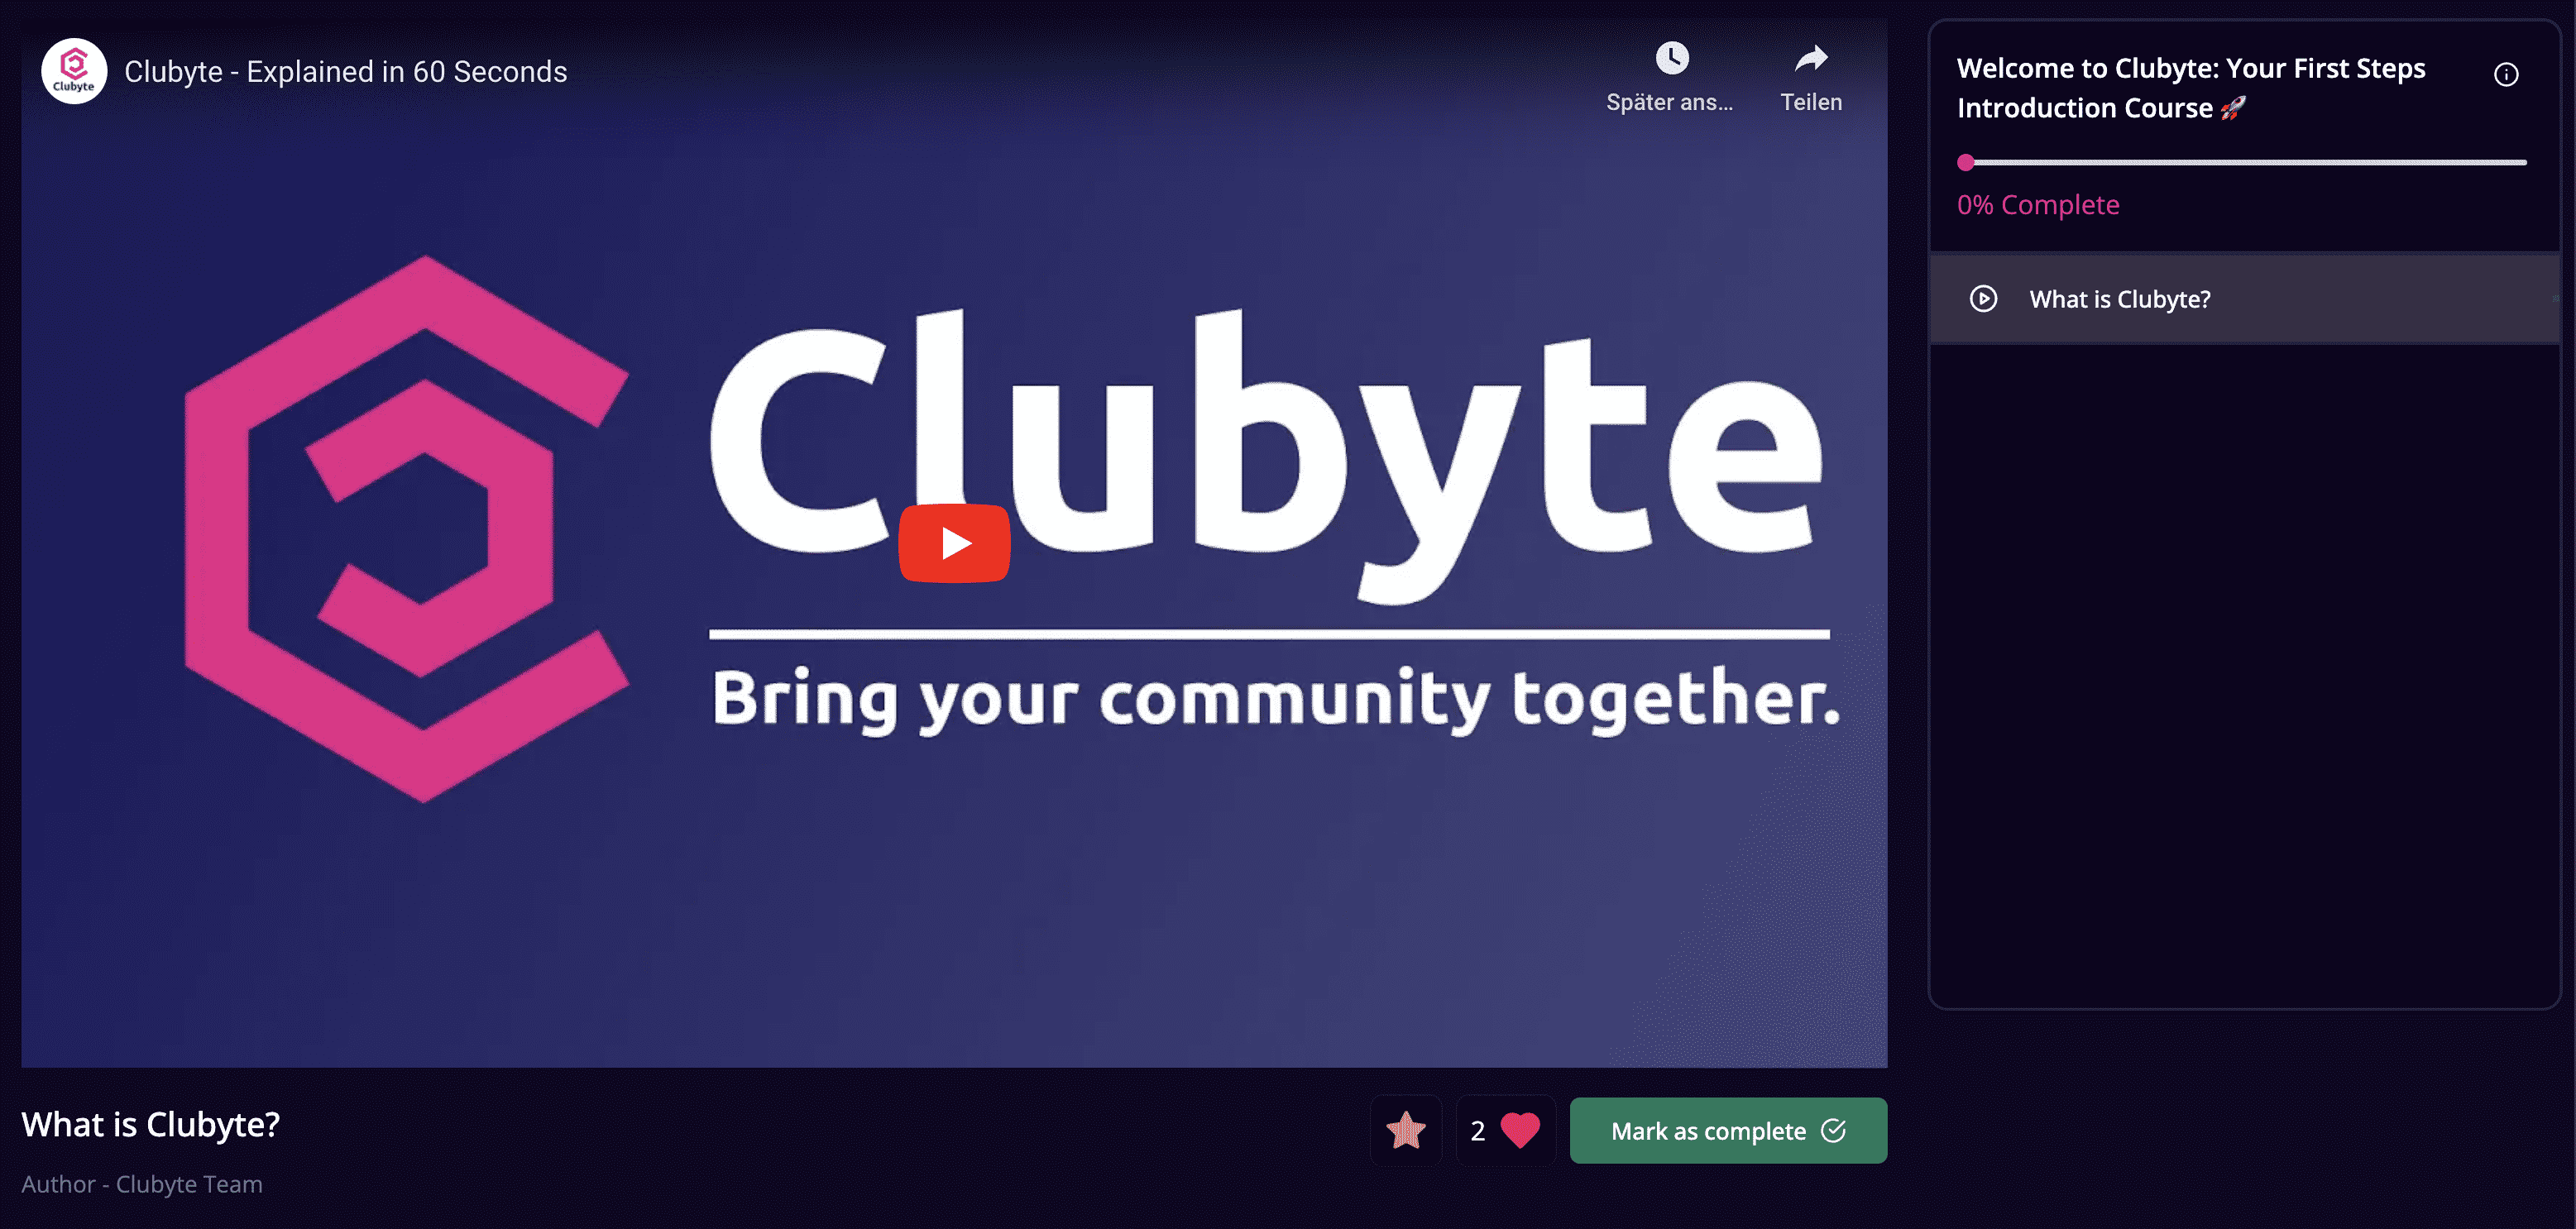 Clubyte
Clubyte - Explained in 60 Seconds
Später ans...
Teilen
Clubyte
Bring your community together.
What is Clubyte?
Author - Clubyte Team
2
Mark as complete
Welcome to Clubyte: Your First Steps
Introduction Course 🚀
0% Complete
What is Clubyte?